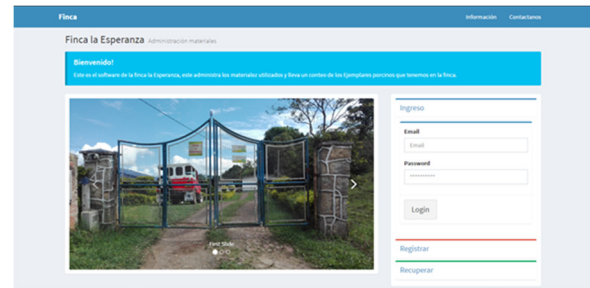 Finca
Información Contactanos
Finca la Esperanza Administración materiales
Bienvenido!
Este es el software de la finca la Esperanza, este administra los materialez utilizados y lleva un conteo de los Ejemplares porcinos que tenemos en la finca.
Ingreso
Email
Email
Password
**********
Login
First Slide
Registrar
Recuperar